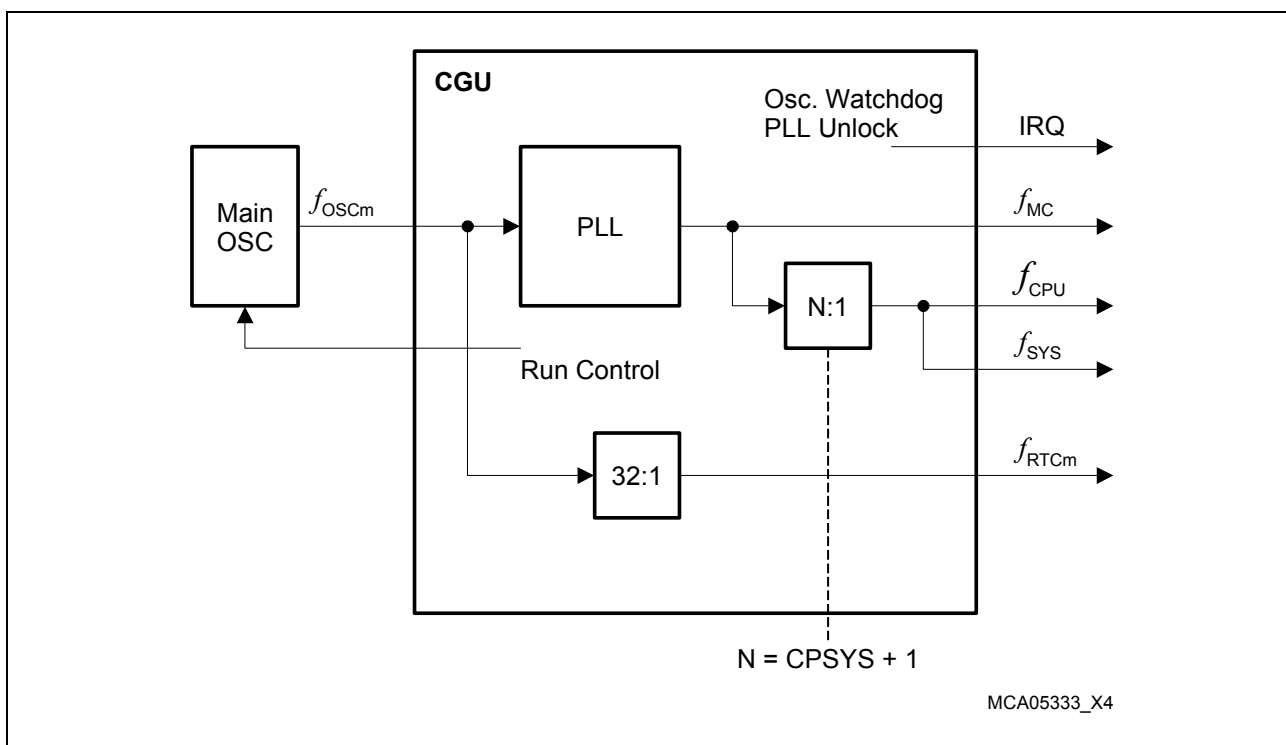 CGU
Osc. Watchdog
PLL Unlock
IRQ
Main
OSC
fOSCm
PLL
fMC
N:1
fCPU
fSYS
Run Control
32:1
fRTCm
N = CPSYS + 1
MCA05333_X4